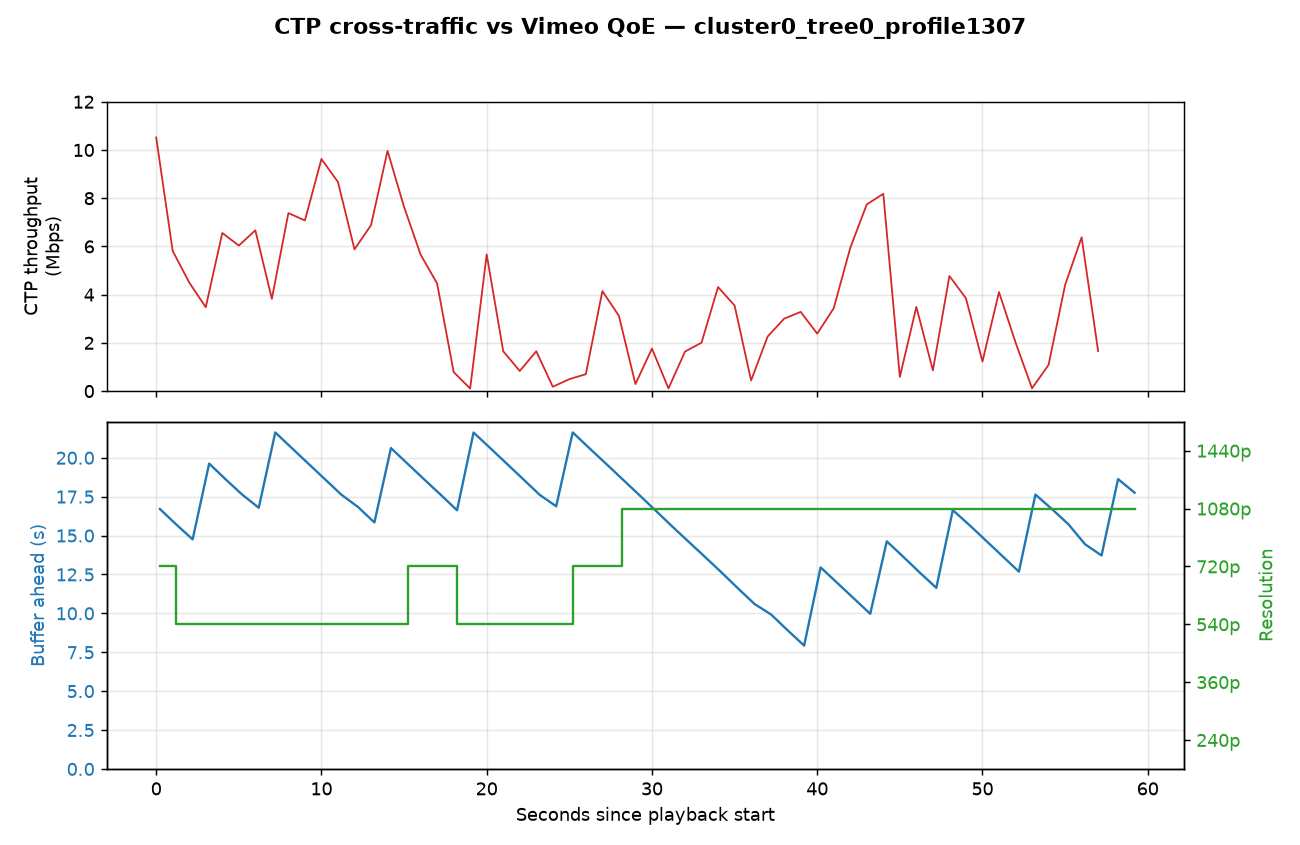 CTP cross-traffic vs Vimeo QoE — cluster0_tree0_profile1307
CTP throughput
(Mbps)
12
10
8
6
4
2
0
Buffer ahead (s)
20.0
17.5
15.0
12.5
10.0
7.5
5.0
2.5
0.0
1440p
1080p
720p
540p
360p
240p
Resolution
0 10 20 30 40 50 60
Seconds since playback start